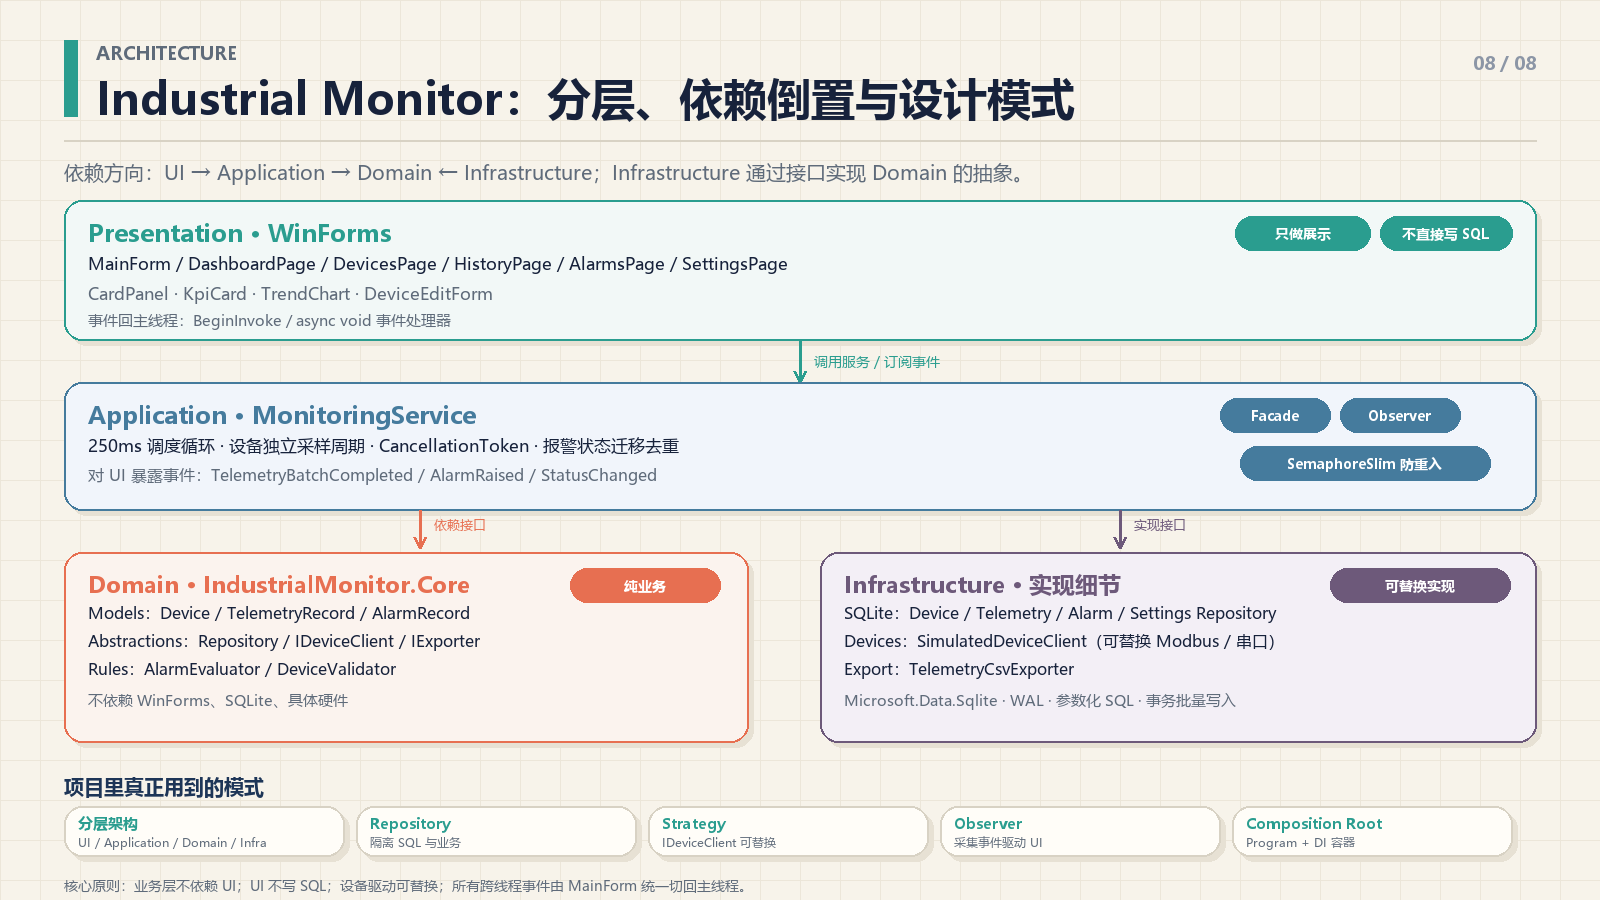 ARCHITECTURE
Industrial Monitor：分层、依赖倒置与设计模式
08 / 08
依赖方向：UI → Application → Domain ← Infrastructure；Infrastructure 通过接口实现 Domain 的抽象。
Presentation • WinForms
只做展示
不直接写 SQL
MainForm / DashboardPage / DevicesPage / HistoryPage / AlarmsPage / SettingsPage
CardPanel · KpiCard · TrendChart · DeviceEditForm
事件回主线程：BeginInvoke / async void 事件处理器
调用服务 / 订阅事件
Application • MonitoringService
Facade
Observer
250ms 调度循环 · 设备独立采样周期 · CancellationToken · 报警状态迁移去重
SemaphoreSlim 防重入
对 UI 暴露事件：TelemetryBatchCompleted / AlarmRaised / StatusChanged
依赖接口
实现接口
Domain • IndustrialMonitor.Core
纯业务
Models：Device / TelemetryRecord / AlarmRecord
Abstractions：Repository / IDeviceClient / IExporter
Rules：AlarmEvaluator / DeviceValidator
不依赖 WinForms、SQLite、具体硬件
Infrastructure • 实现细节
可替换实现
SQLite：Device / Telemetry / Alarm / Settings Repository
Devices：SimulatedDeviceClient（可替换 Modbus / 串口）
Export：TelemetryCsvExporter
Microsoft.Data.Sqlite · WAL · 参数化 SQL · 事务批量写入
项目里真正用到的模式
分层架构
UI / Application / Domain / Infra
Repository
隔离 SQL 与业务
Strategy
IDeviceClient 可替换
Observer
采集事件驱动 UI
Composition Root
Program + DI 容器
核心原则：业务层不依赖 UI；UI 不写 SQL；设备驱动可替换；所有跨线程事件由 MainForm 统一切回主线程。